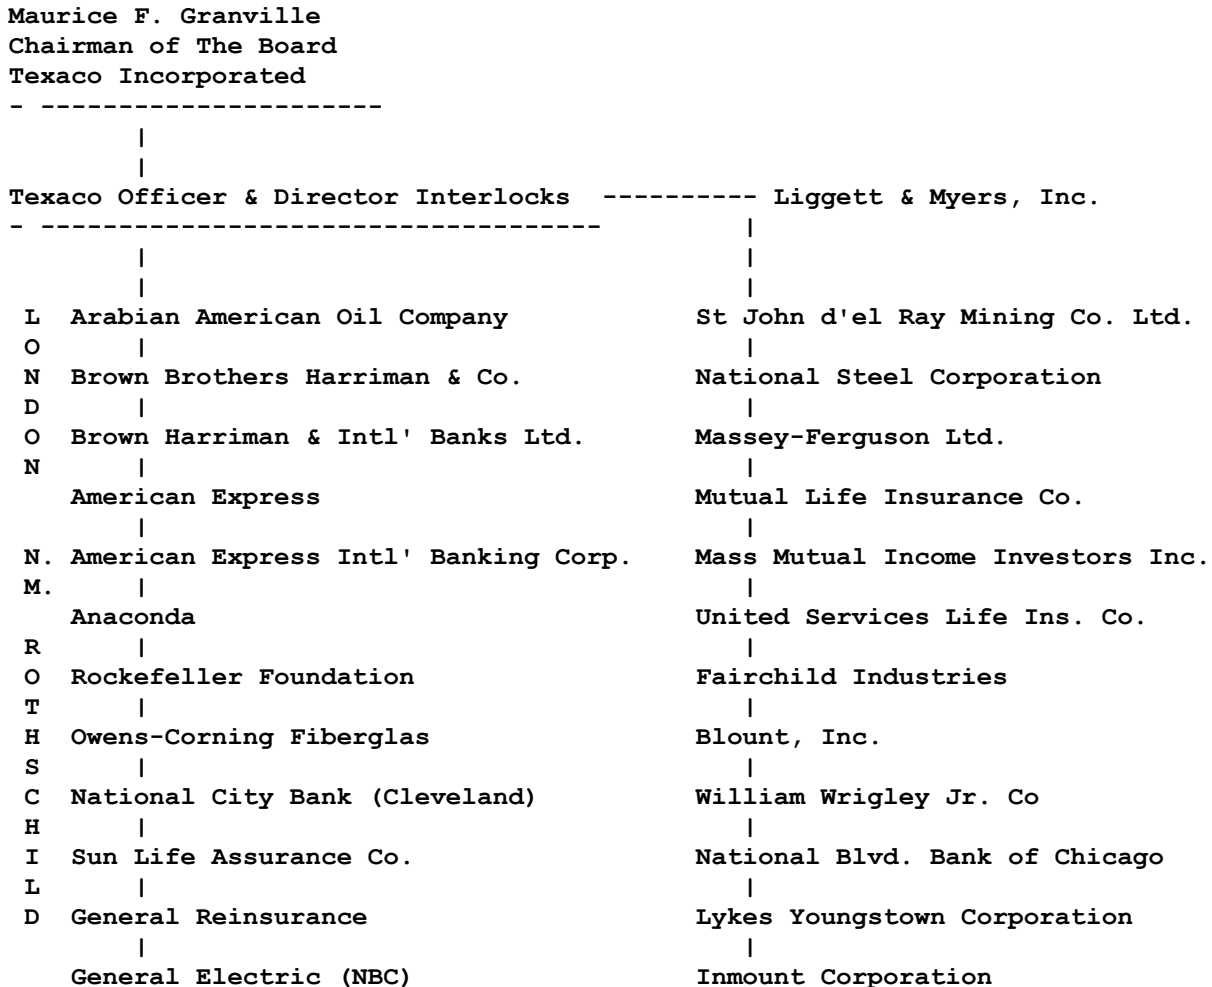 Maurice F. Granville
Chairman of The Board
Texaco Incorporated
- ----------------------
|
|
Texaco Officer & Director Interlocks ---------- Liggett & Myers, Inc.
- ------------------------------------ |
| |
| |
L Arabian American Oil Company St John d'el Ray Mining Co. Ltd.
O | |
N Brown Brothers Harriman & Co. National Steel Corporation
D | |
O Brown Harriman & Intl' Banks Ltd. Massey-Ferguson Ltd.
N | |
American Express Mutual Life Insurance Co.
| |
N. American Express Intl' Banking Corp. Mass Mutual Income Investors Inc.
M. | |
Anaconda United Services Life Ins. Co.
R | |
O Rockefeller Foundation Fairchild Industries
T | |
H Owens-Corning Fiberglas Blount, Inc.
S | |
C National City Bank (Cleveland) William Wrigley Jr. Co
H | |
I Sun Life Assurance Co. National Blvd. Bank of Chicago
L | |
D General Reinsurance Lykes Youngstown Corporation
| |
General Electric (NBC) Inmount Corporation